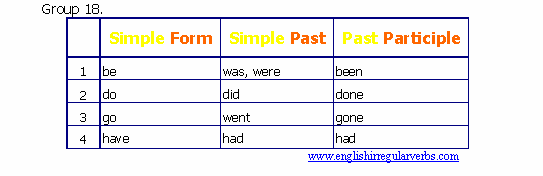 Group 18.
Simple Form Simple Past Past Participle
1 be was, were been
2 do did done
3 go went gone
4 have had had
www.englishirregularverbs.com